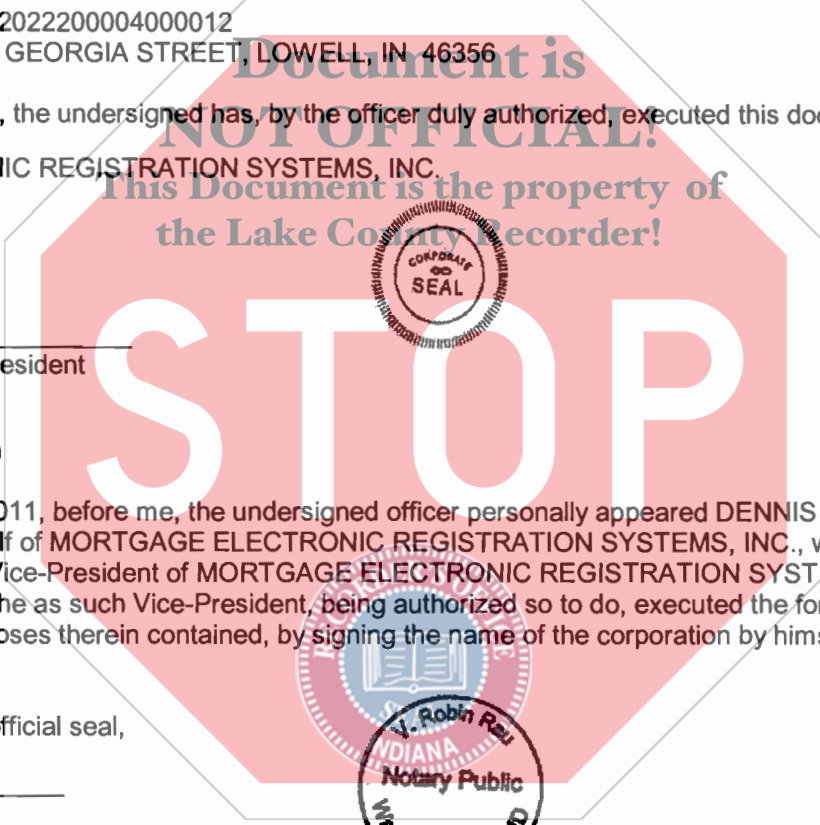 2022200004000012
GEORGIA STREET, LOWELL, IN 46356
Document is
, the undersigned has, by the officer duly authorized, executed this doc
NOT OFFICIAL!
IC REGISTRATION SYSTEMS, INC.
This Document is the property of
the Lake County Recorder!
CORPORATE
SEAL
STOP
esident
)
011, before me, the undersigned officer personally appeared DENNIS
lf of MORTGAGE ELECTRONIC REGISTRATION SYSTEMS, INC., w
Vice-President of MORTGAGE ELECTRONIC REGISTRATION SYST
he as such Vice-President, being authorized so to do, executed the for
oses therein contained, by signing the name of the corporation by hims
SEAL
INDIANA
fficial seal,
V. Robin Rau
Notary Public